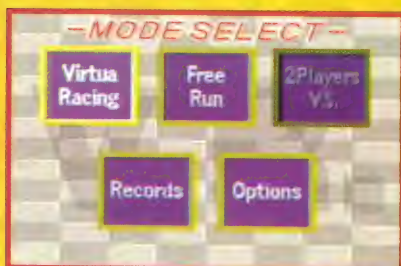 -MODE SELECT-
Virtua
Racing
Free
Run
2Players
VS.
Records
Options